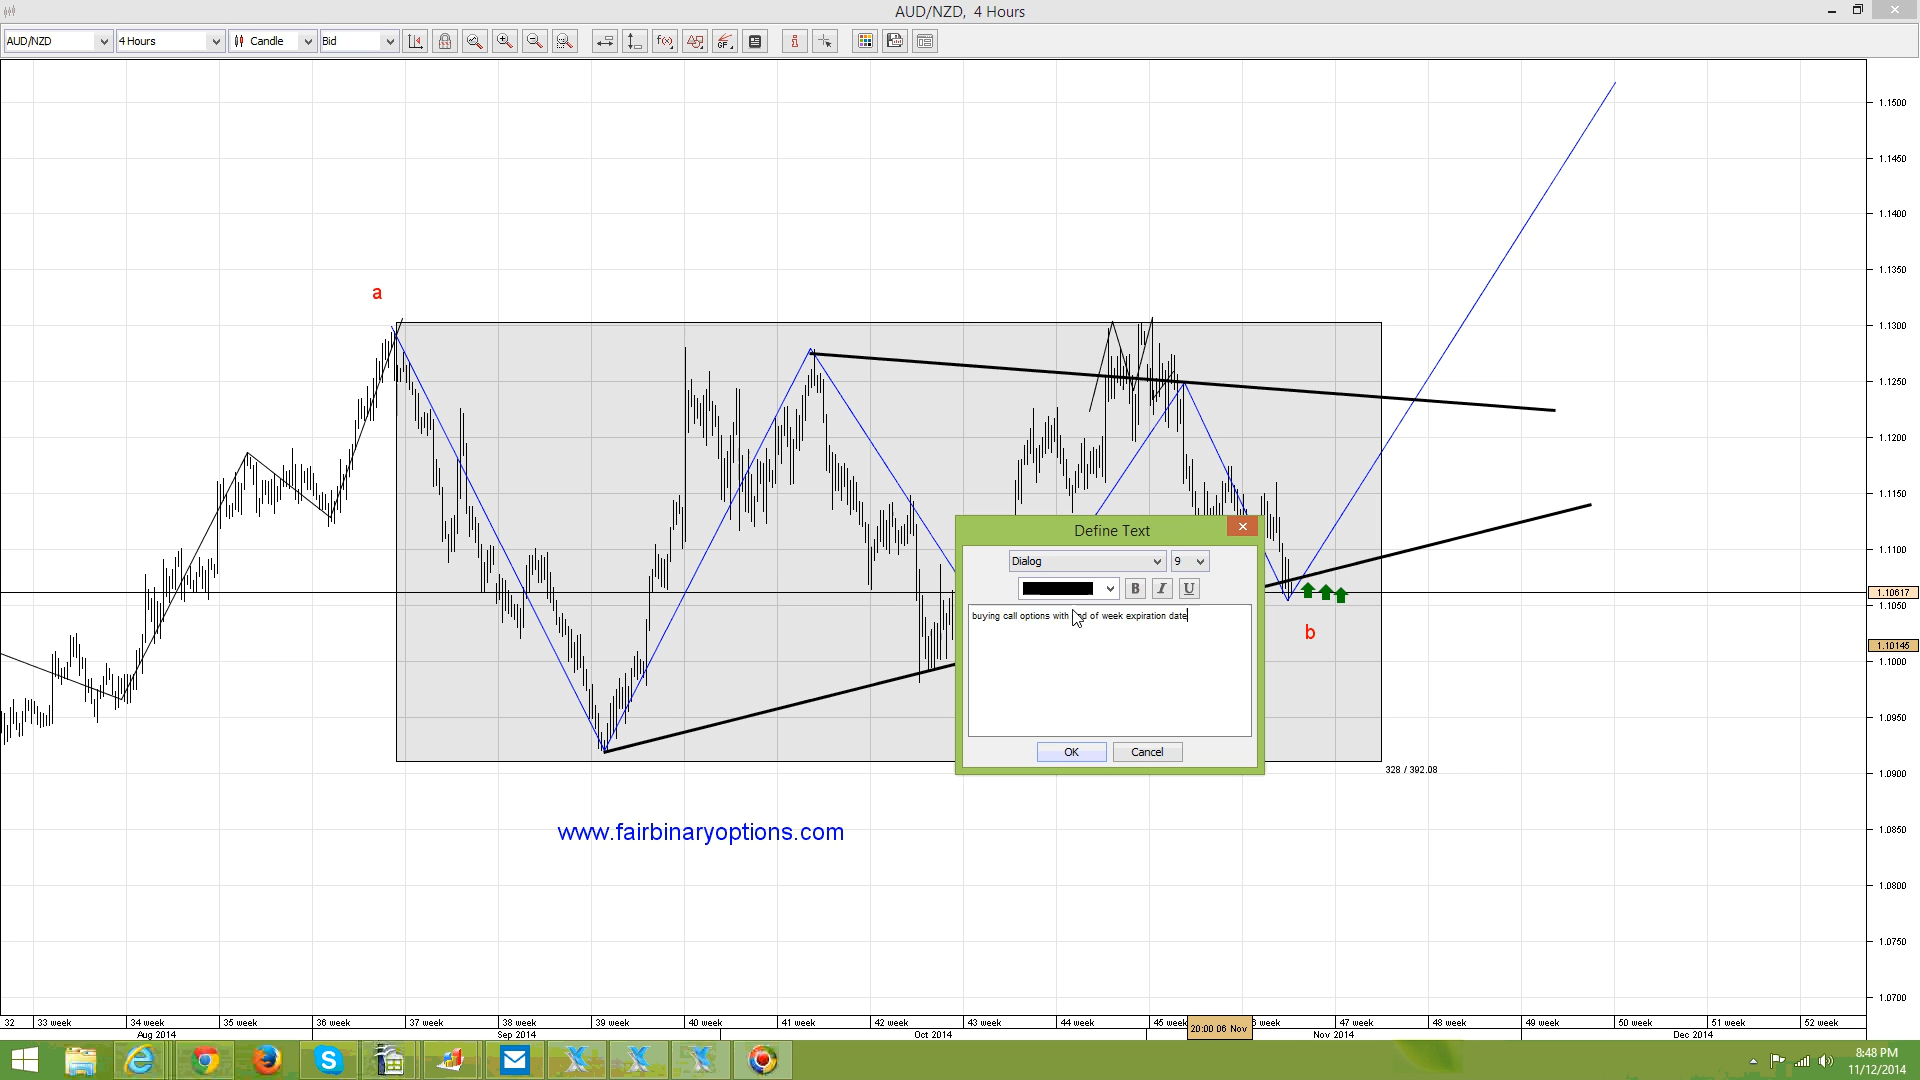 AUD/NZD, 4 Hours
AUD/NZD 4 Hours Candle Bid
1.1500
1.1450
1.1400
1.1350
a
1.1300
1.1250
1.1200
1.1150
Define Text
1.1100
Dialog 9
B I U
1.10617
1.1050
buying call options with end of week expiration date
b
1.10145
1.1000
1.0950
OK Cancel
328 / 392.08
1.0900
www.fairbinaryoptions.com
1.0850
1.0800
1.0750
1.0700
32 33 week 34 week 35 week 36 week 37 week 38 week 39 week 40 week 41 week 42 week 43 week 44 week 45 week 20:00 06 Nov week 47 week 48 week 49 week 50 week 51 week 52 week
Aug 2014 Sep 2014 Oct 2014 Nov 2014 Dec 2014
8:48 PM
11/12/2014